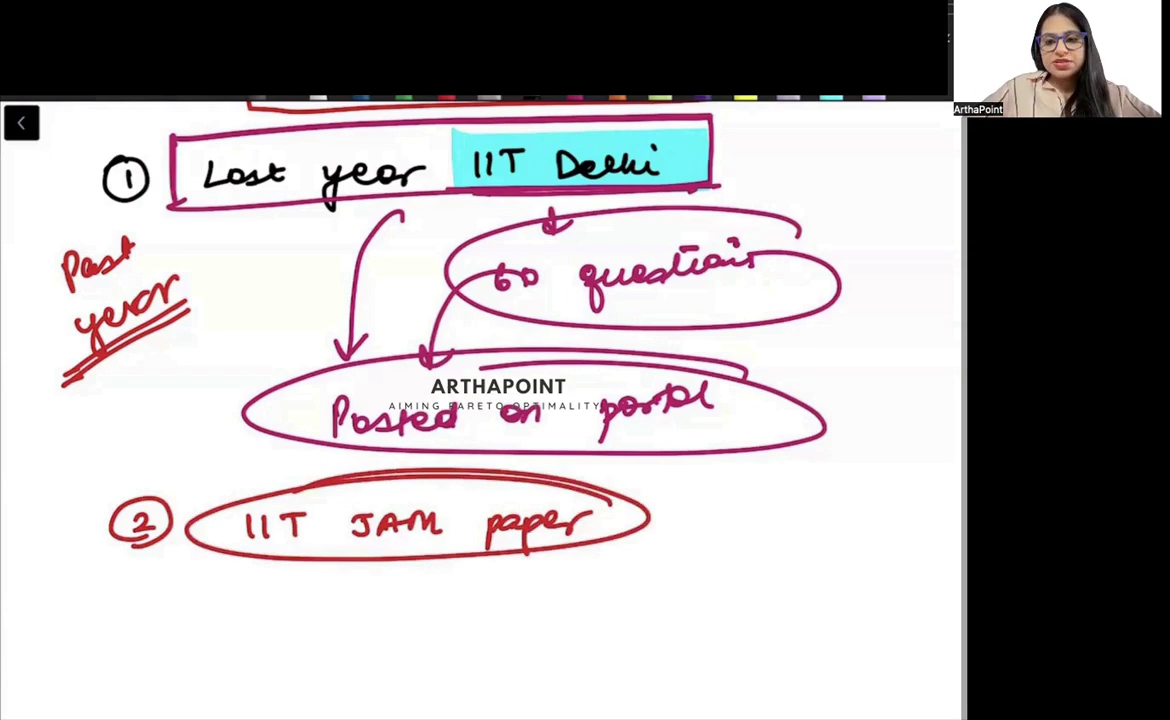 ArthaPoint
1 Last year IIT Delhi
Past
year
60 questions
ARTHAPOINT
AIMING PARETO OPTIMALITY
Posted on portal
2 IIT JAM paper